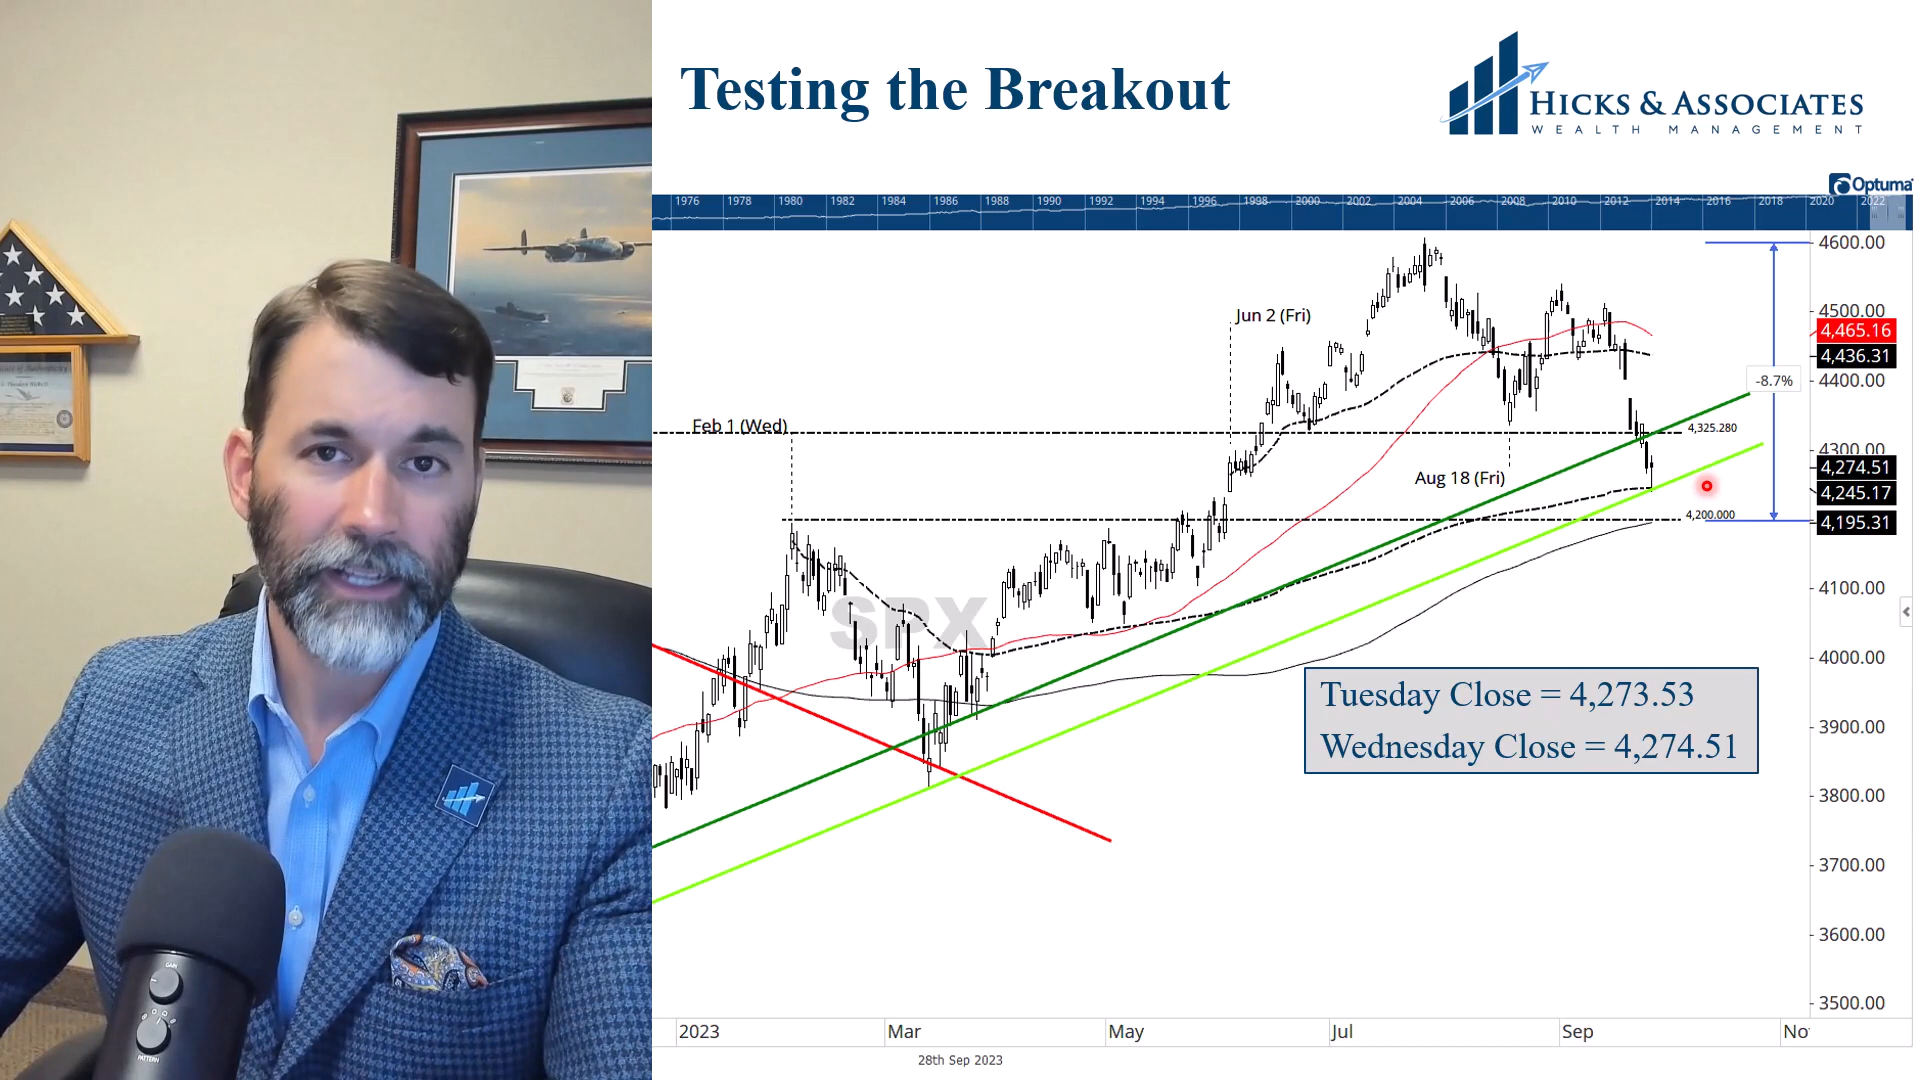 Testing the Breakout
HICKS & ASSOCIATES
WEALTH MANAGEMENT
Optuma
1976 1978 1980 1982 1984 1986 1988 1990 1992 1994 1996 1998 2000 2002 2004 2006 2008 2010 2012 2014 2016 2018 2020 2022
4600.00
Jun 2 (Fri)
4500.00
4,465.16
4,436.31
-8.7%
4400.00
Feb 1 (Wed)
4,325.280
4300.00
4,274.51
Aug 18 (Fri)
4,245.17
4,200.000
4,195.31
4100.00
SPX
4000.00
Tuesday Close = 4,273.53
3900.00
Wednesday Close = 4,274.51
3800.00
3700.00
3600.00
3500.00
2023 Mar May Jul Sep No
28th Sep 2023
GAIN
PATTERN